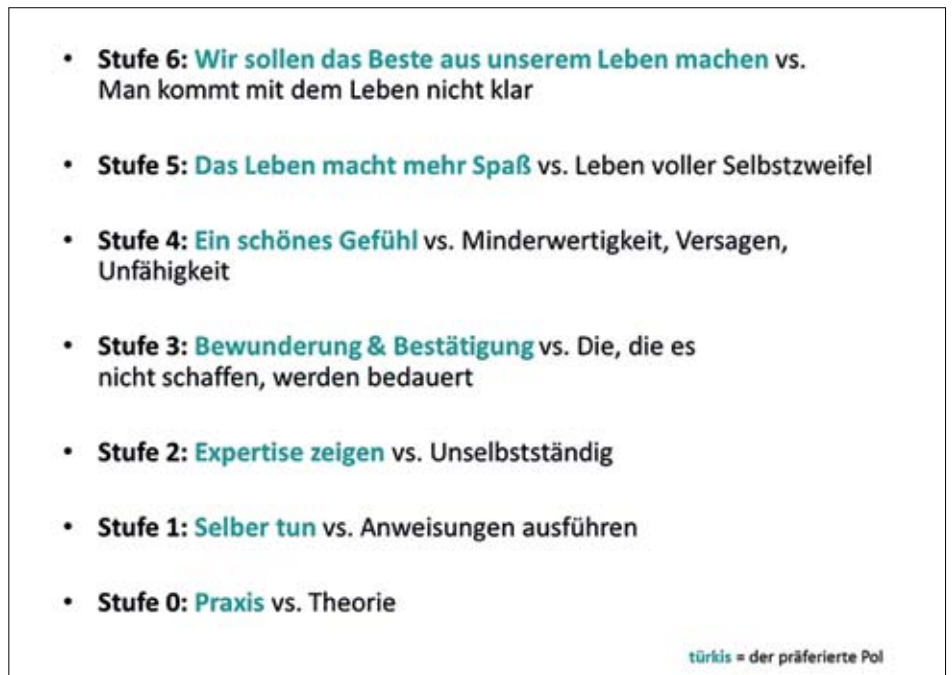 • Stufe 6: Wir sollen das Beste aus unserem Leben machen vs.
Man kommt mit dem Leben nicht klar
• Stufe 5: Das Leben macht mehr Spaß vs. Leben voller Selbstzweifel
• Stufe 4: Ein schönes Gefühl vs. Minderwertigkeit, Versagen,
Unfähigkeit
• Stufe 3: Bewunderung & Bestätigung vs. Die, die es
nicht schaffen, werden bedauert
• Stufe 2: Expertise zeigen vs. Unselbstständig
• Stufe 1: Selber tun vs. Anweisungen ausführen
• Stufe 0: Praxis vs. Theorie
türkis = der präferierte Pol